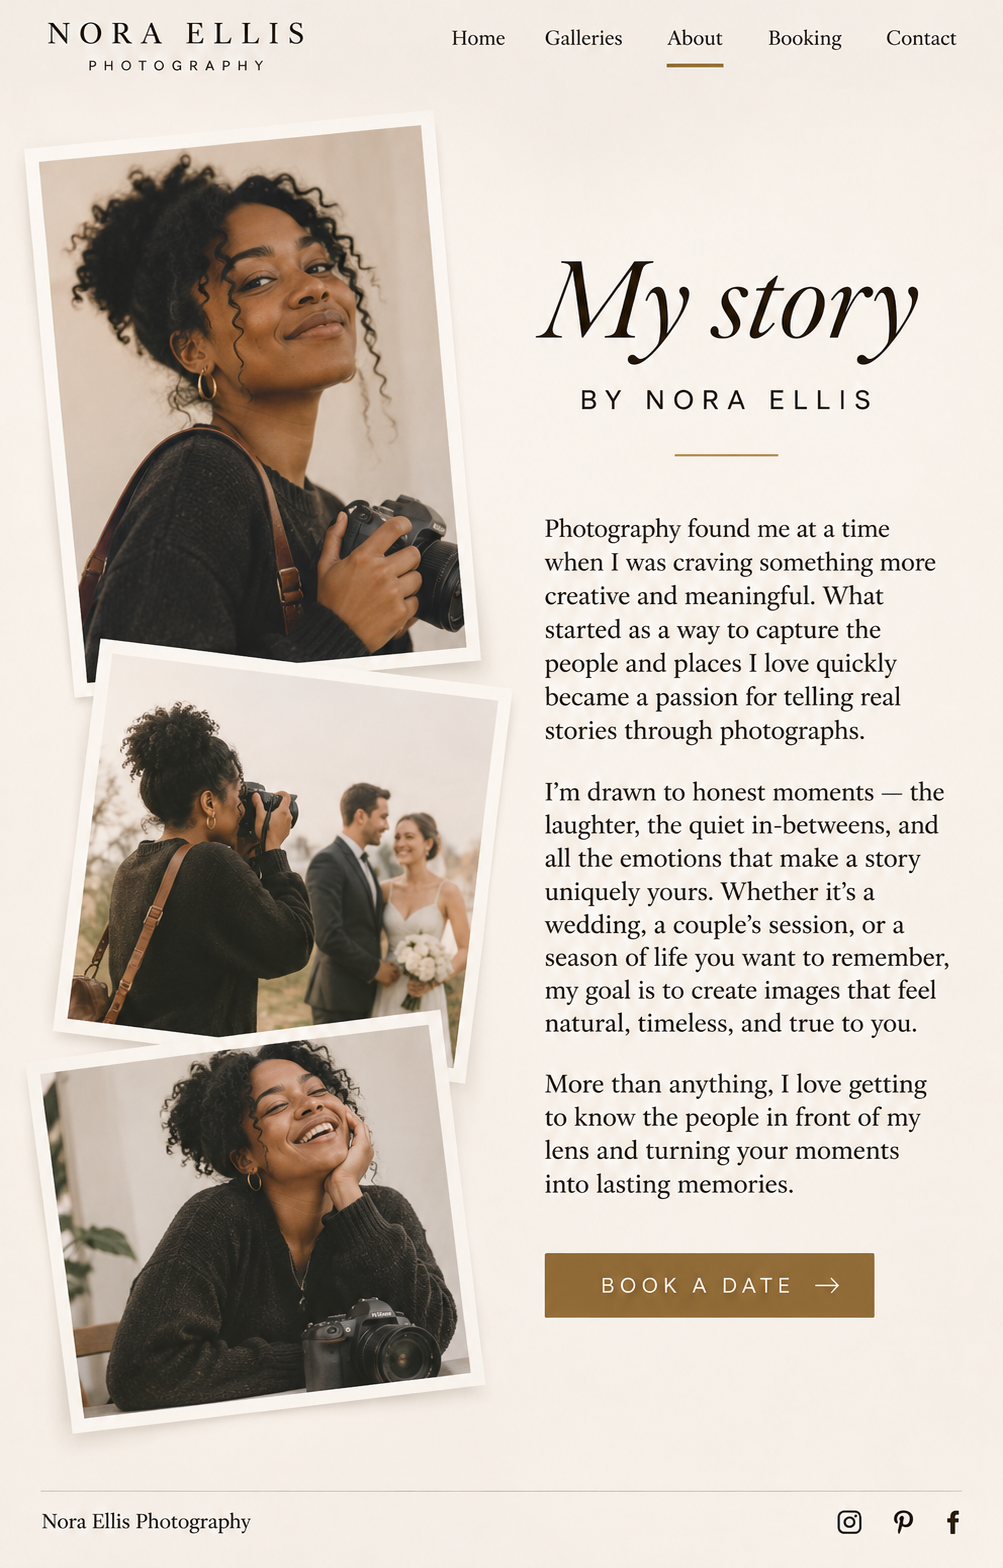 NORA ELLIS
PHOTOGRAPHY
Home Galleries About Booking Contact
My story
BY NORA ELLIS
Photography found me at a time
when I was craving something more
creative and meaningful. What
started as a way to capture the
people and places I love quickly
became a passion for telling real
stories through photographs.
I’m drawn to honest moments — the
laughter, the quiet in-betweens, and
all the emotions that make a story
uniquely yours. Whether it’s a
wedding, a couple’s session, or a
season of life you want to remember,
my goal is to create images that feel
natural, timeless, and true to you.
More than anything, I love getting
to know the people in front of my
lens and turning your moments
into lasting memories.
BOOK A DATE →
Nora Ellis Photography